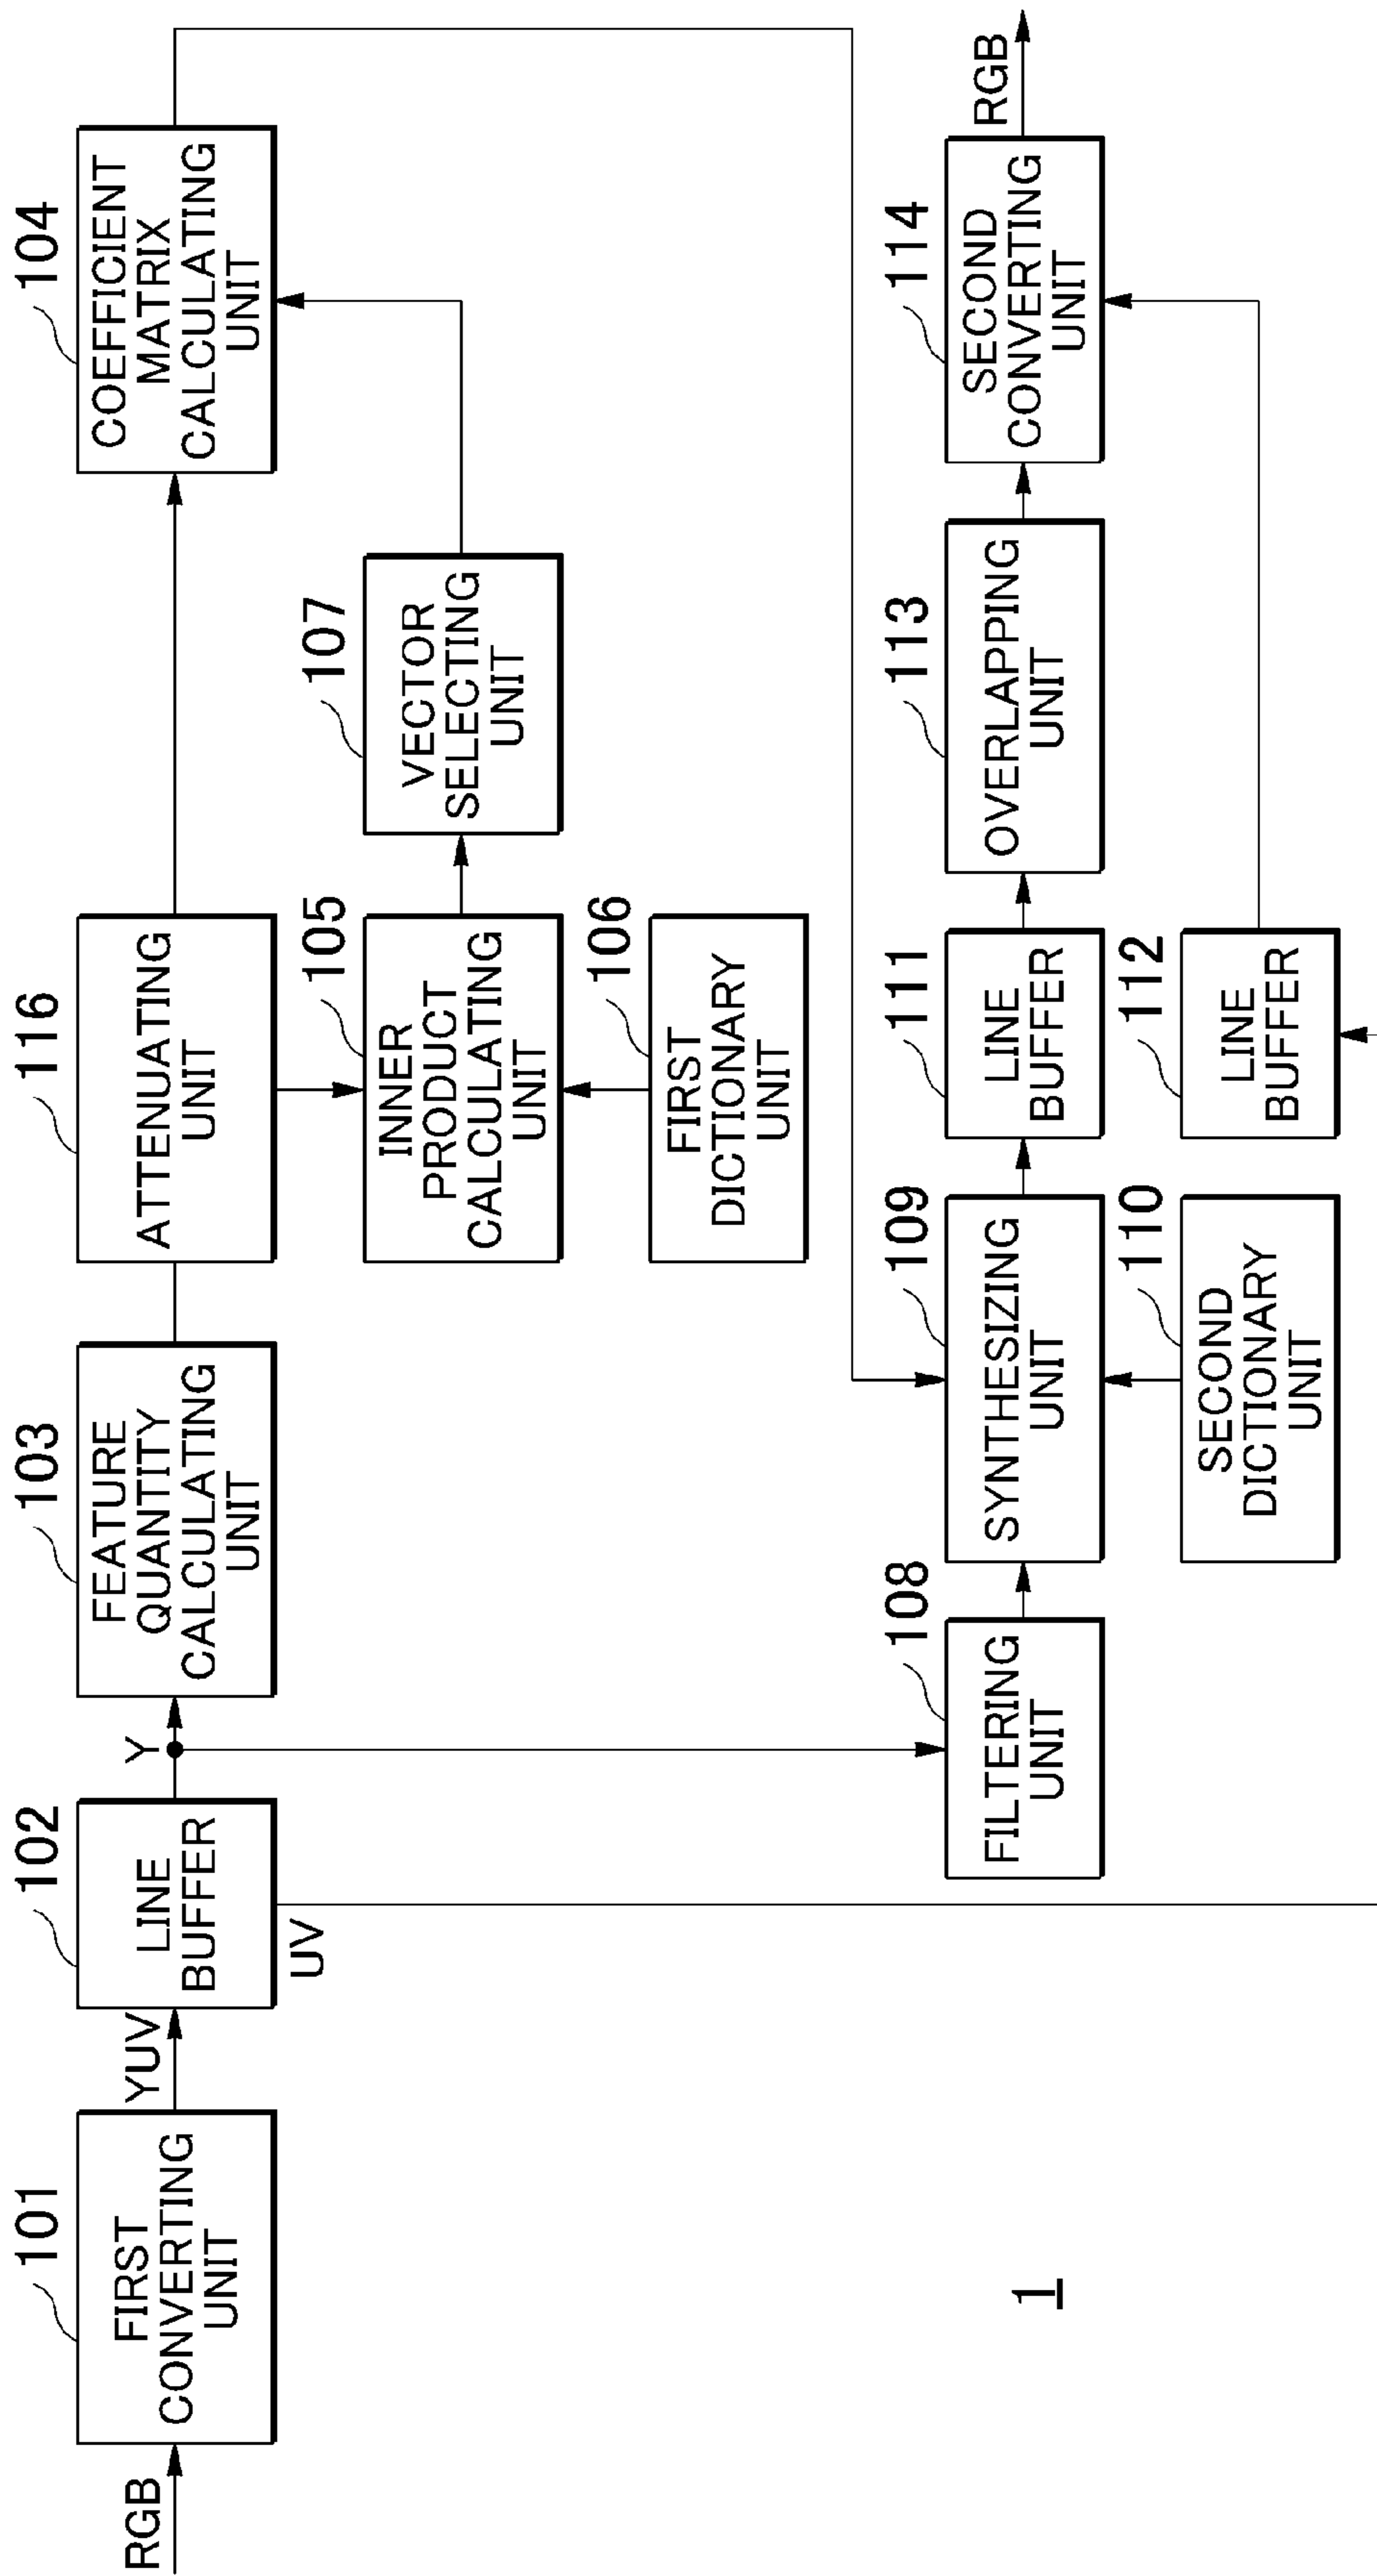 RGB
101
FIRST
CONVERTING
UNIT
YUV
102
LINE
BUFFER
Y
UV
103
FEATURE
QUANTITY
CALCULATING
UNIT
116
ATTENUATING
UNIT
104
COEFFICIENT
MATRIX
CALCULATING
UNIT
105
INNER
PRODUCT
CALCULATING
UNIT
107
VECTOR
SELECTING
UNIT
106
FIRST
DICTIONARY
UNIT
108
FILTERING
UNIT
109
SYNTHESIZING
UNIT
111
LINE
BUFFER
113
OVERLAPPING
UNIT
114
SECOND
CONVERTING
UNIT
RGB
110
SECOND
DICTIONARY
UNIT
112
LINE
BUFFER
1